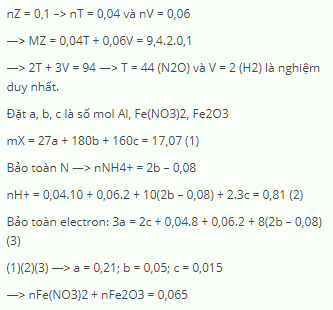 nZ = 0,1 –> nT = 0,04 và nV = 0,06
—> MZ = 0,04T + 0,06V = 9,4.2.0,1
—> 2T + 3V = 94 —> T = 44 (N2O) và V = 2 (H2) là nghiệm
duy nhất.
Đặt a, b, c là số mol Al, Fe(NO3)2, Fe2O3
mX = 27a + 180b + 160c = 17,07 (1)
Bảo toàn N —> nNH4+ = 2b – 0,08
nH+ = 0,04.10 + 0,06.2 + 10(2b – 0,08) + 2.3c = 0,81 (2)
Bảo toàn electron: 3a = 2c + 0,04.8 + 0,06.2 + 8(2b – 0,08)
(3)
(1)(2)(3) —> a = 0,21; b = 0,05; c = 0,015
—> nFe(NO3)2 + nFe2O3 = 0,065